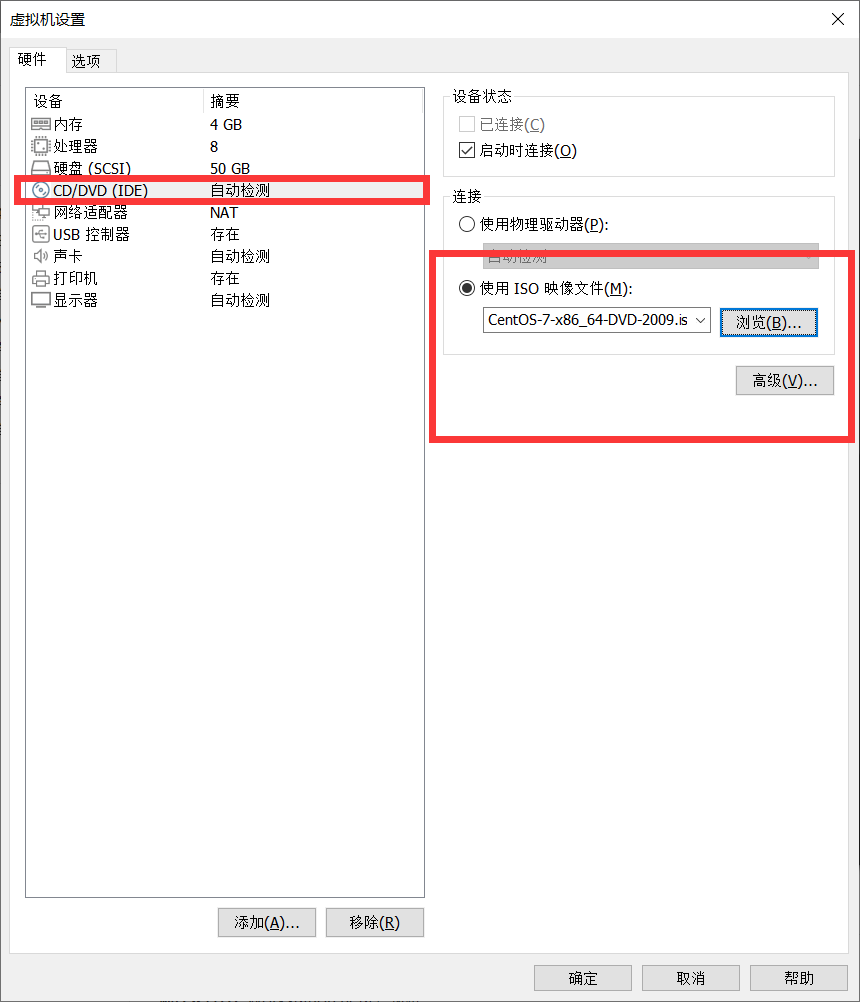 虚拟机设置
硬件 选项
设备 摘要
内存 4 GB
处理器 8
硬盘 (SCSI) 50 GB
CD/DVD (IDE) 自动检测
网络适配器 NAT
USB 控制器 存在
声卡 自动检测
打印机 存在
显示器 自动检测
添加(A)... 移除(R)
设备状态
已连接(C)
启动时连接(O)
连接
使用物理驱动器(P):
自动检测
使用 ISO 映像文件(M):
CentOS-7-x86_64-DVD-2009.is 浏览(B)...
高级(V)...
确定 取消 帮助